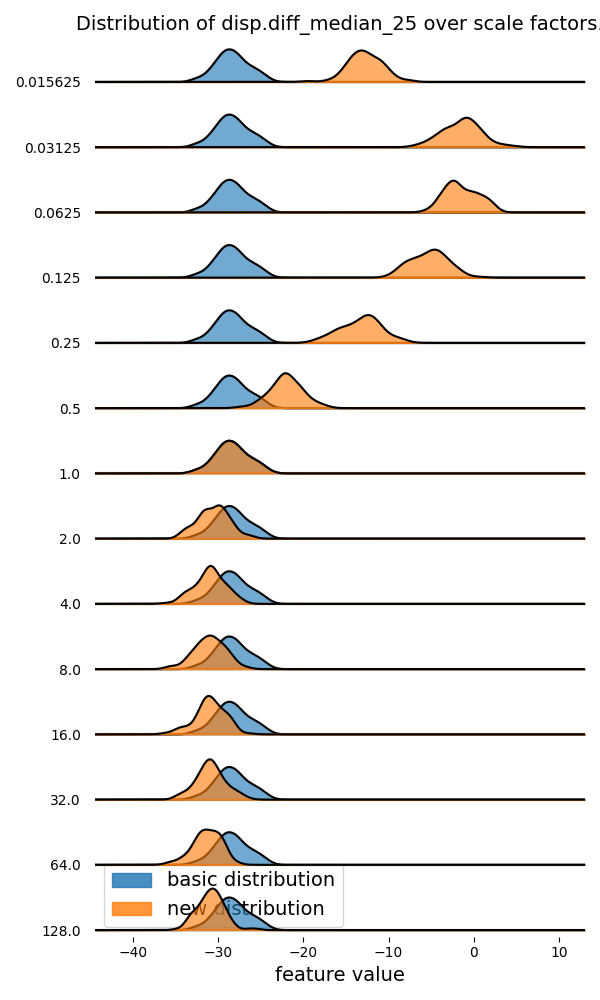 Distribution of disp.diff_median_25 over scale factors.
0.015625
0.03125
0.0625
0.125
0.25
0.5
1.0
2.0
4.0
8.0
16.0
32.0
64.0
basic distribution
new distribution
128.0
−40 −30 −20 −10 0 10
feature value